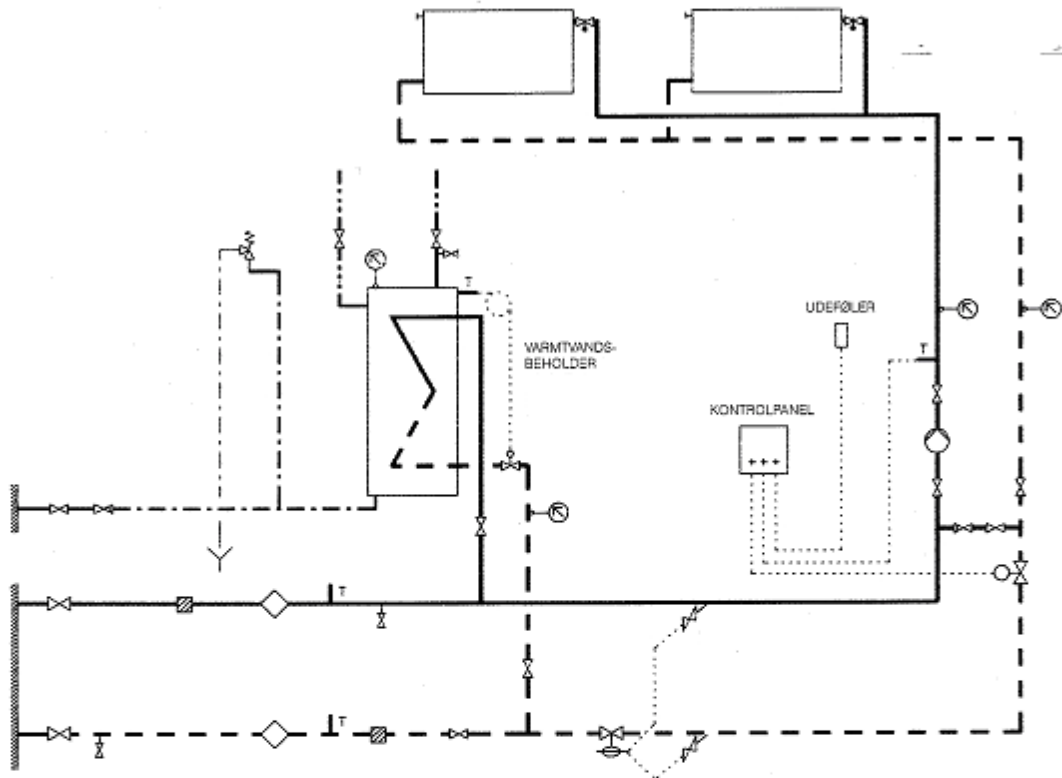 T
UDEFØLER
VARMTVANDS-
BEHOLDER
T
KONTROLPANEL
+ + +
T
T